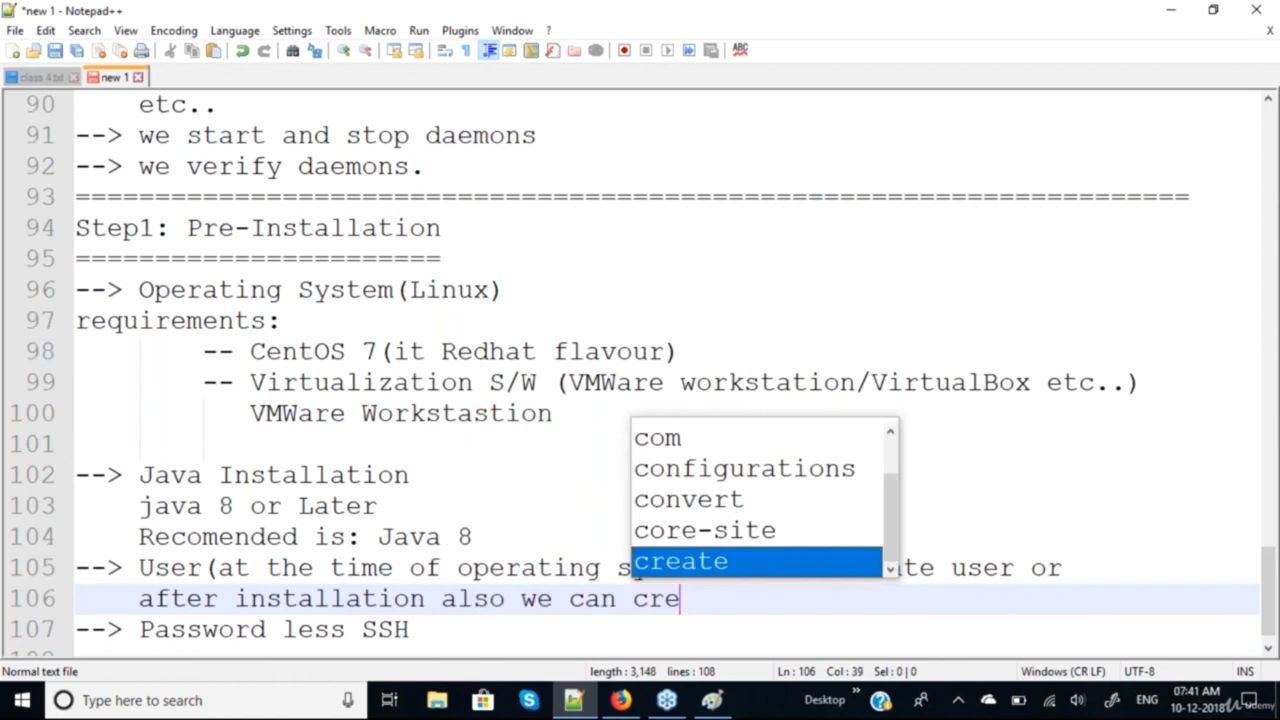 *new 1 - Notepad++
File Edit Search View Encoding Language Settings Tools Macro Run Plugins Window ? X
class 4.txt new 1
90 etc..
91 --> we start and stop daemons
92 --> we verify daemons.
93 ======================================================================
94 Step1: Pre-Installation
95 =======================
96 --> Operating System(Linux)
97 requirements:
98 -- CentOS 7(it Redhat flavour)
99 -- Virtualization S/W (VMWare workstation/VirtualBox etc..)
100 VMWare Workstastion
101
102 --> Java Installation
103 java 8 or Later
104 Recomended is: Java 8
105 --> User(at the time of operating s te user or
106 after installation also we can cre
107 --> Password less SSH
com
configurations
convert
core-site
create
Normal text file length : 3,148 lines : 108 Ln : 106 Col : 39 Sel : 0 | 0 Windows (CR LF) UTF-8 INS
Type here to search Desktop ENG 07:41 AM
10-12-2018
Udemy